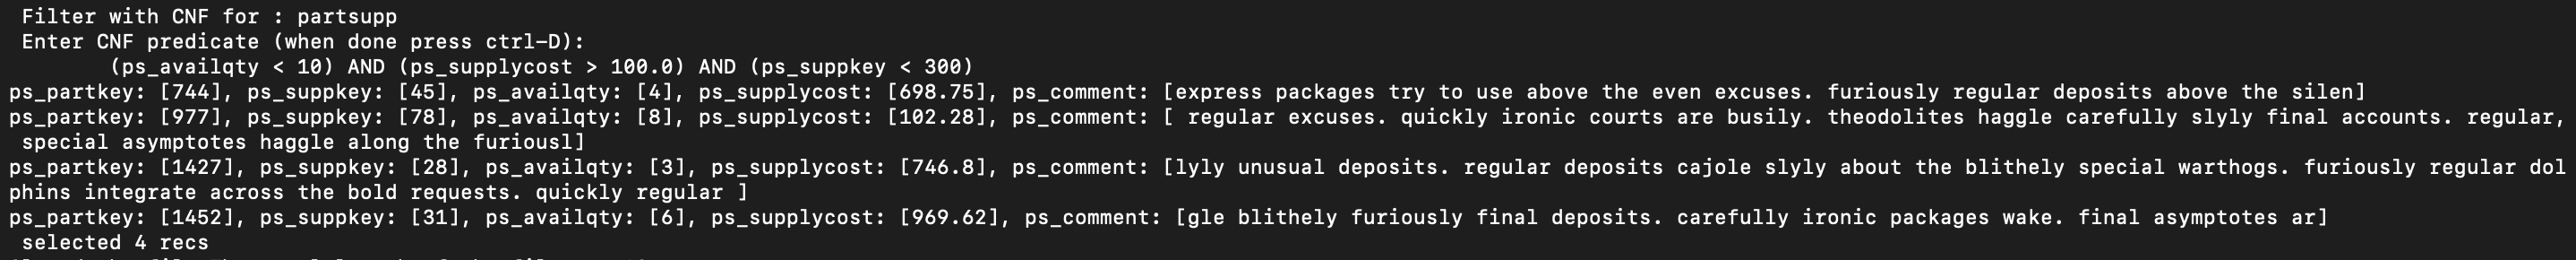 Filter with CNF for : partsupp
Enter CNF predicate (when done press ctrl-D):
(ps_availqty < 10) AND (ps_supplycost > 100.0) AND (ps_suppkey < 300)
ps_partkey: [744], ps_suppkey: [45], ps_availqty: [4], ps_supplycost: [698.75], ps_comment: [express packages try to use above the even excuses. furiously regular deposits above the silen]
ps_partkey: [977], ps_suppkey: [78], ps_availqty: [8], ps_supplycost: [102.28], ps_comment: [ regular excuses. quickly ironic courts are busily. theodolites haggle carefully slyly final accounts. regular,
special asymptotes haggle along the furiousl]
ps_partkey: [1427], ps_suppkey: [28], ps_availqty: [3], ps_supplycost: [746.8], ps_comment: [lyly unusual deposits. regular deposits cajole slyly about the blithely special warthogs. furiously regular dol
phins integrate across the bold requests. quickly regular ]
ps_partkey: [1452], ps_suppkey: [31], ps_availqty: [6], ps_supplycost: [969.62], ps_comment: [gle blithely furiously final deposits. carefully ironic packages wake. final asymptotes ar]
selected 4 recs